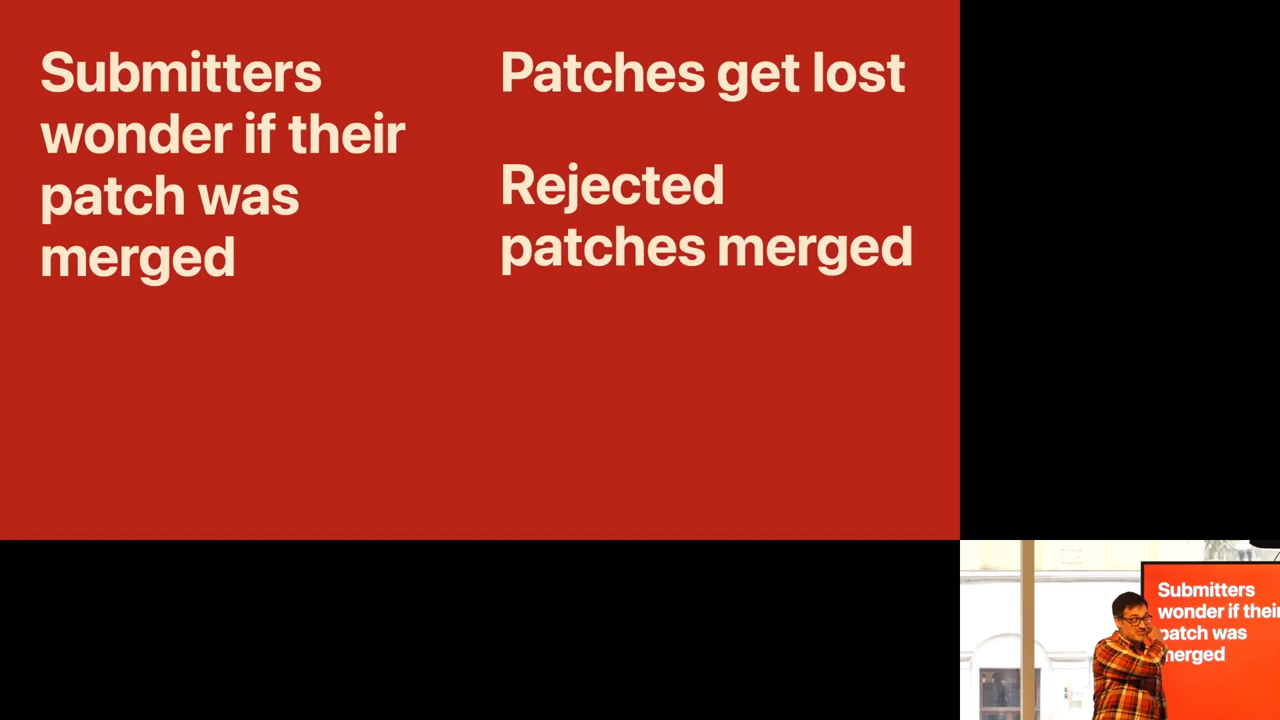 Submitters
wonder if their
patch was
merged
Patches get lost
Rejected
patches merged
Submitters
wonder if their
patch was
merged